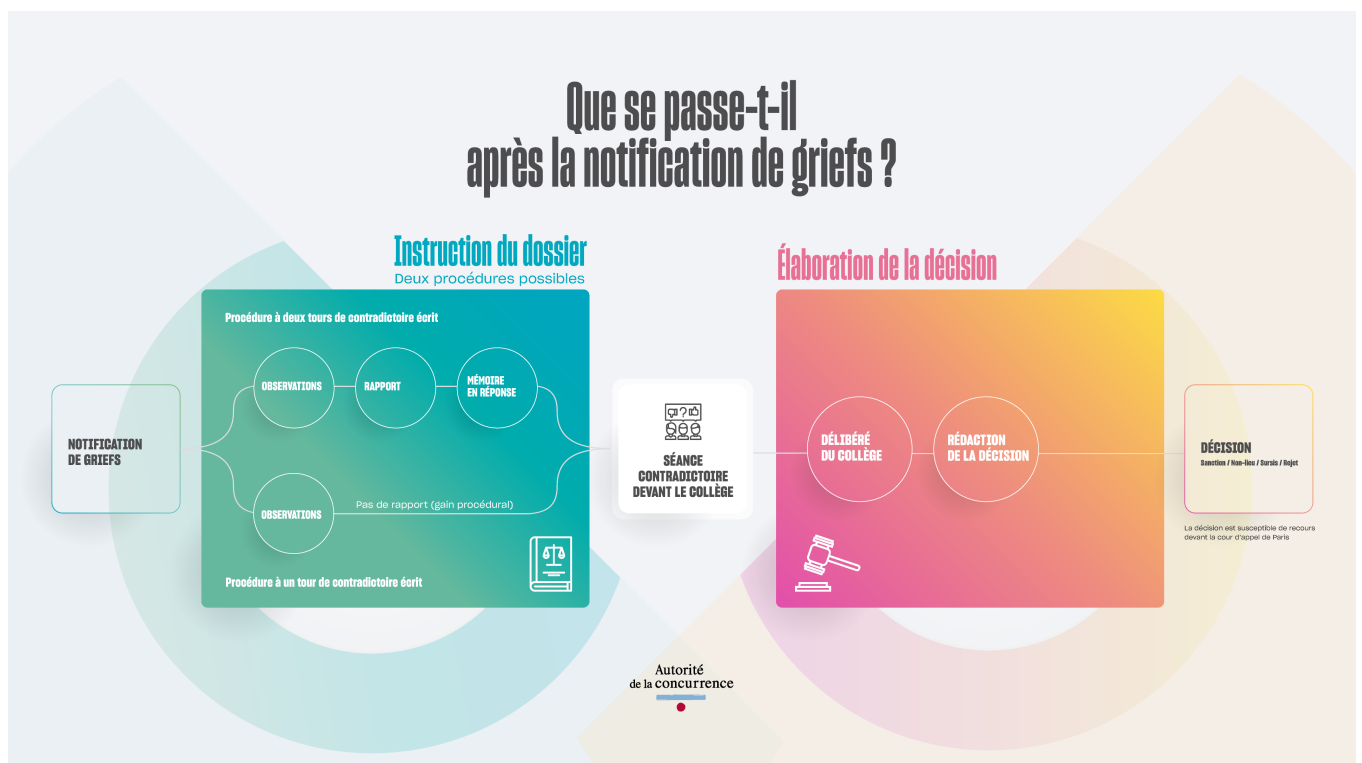 Que se passe-t-il
après la notification de griefs ?
Instruction du dossier
Deux procédures possibles
Élaboration de la décision
Procédure à deux tours de contradictoire écrit
OBSERVATIONS
RAPPORT
MÉMOIRE
EN RÉPONSE
NOTIFICATION
DE GRIEFS
OBSERVATIONS
Pas de rapport (gain procédural)
Procédure à un tour de contradictoire écrit
SÉANCE
CONTRADICTOIRE
DEVANT LE COLLÈGE
DÉLIBÉRÉ
DU COLLÈGE
RÉDACTION
DE LA DÉCISION
DÉCISION
Sanction / Non-lieu / Sursis / Rejet
La décision est susceptible de recours
devant la cour d'appel de Paris
Autorité
de la concurrence